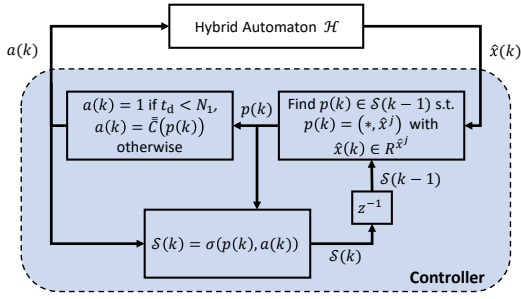 Hybrid Automaton ℋ
a(k)
x̂(k)
a(k) = 1 if t_d < N_1,
a(k) = C̿(p(k))
otherwise
p(k)
Find p(k) ∈ 𝒮(k − 1) s.t.
p(k) = (∗, x̂^j) with
x̂(k) ∈ R^{x̂^j}
𝒮(k − 1)
z^{−1}
𝒮(k) = σ(p(k), a(k))
𝒮(k)
Controller